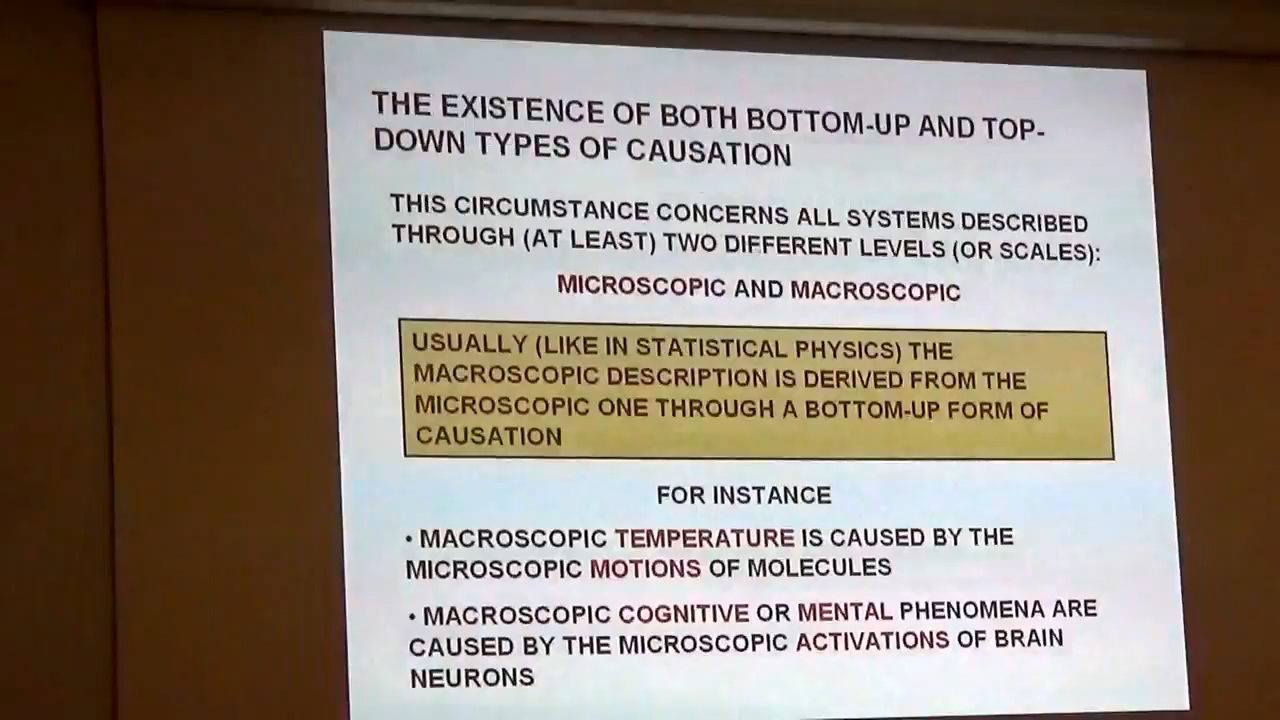 THE EXISTENCE OF BOTH BOTTOM-UP AND TOP-
DOWN TYPES OF CAUSATION
THIS CIRCUMSTANCE CONCERNS ALL SYSTEMS DESCRIBED
THROUGH (AT LEAST) TWO DIFFERENT LEVELS (OR SCALES):
MICROSCOPIC AND MACROSCOPIC
USUALLY (LIKE IN STATISTICAL PHYSICS) THE
MACROSCOPIC DESCRIPTION IS DERIVED FROM THE
MICROSCOPIC ONE THROUGH A BOTTOM-UP FORM OF
CAUSATION
FOR INSTANCE
• MACROSCOPIC TEMPERATURE IS CAUSED BY THE
MICROSCOPIC MOTIONS OF MOLECULES
• MACROSCOPIC COGNITIVE OR MENTAL PHENOMENA ARE
CAUSED BY THE MICROSCOPIC ACTIVATIONS OF BRAIN
NEURONS